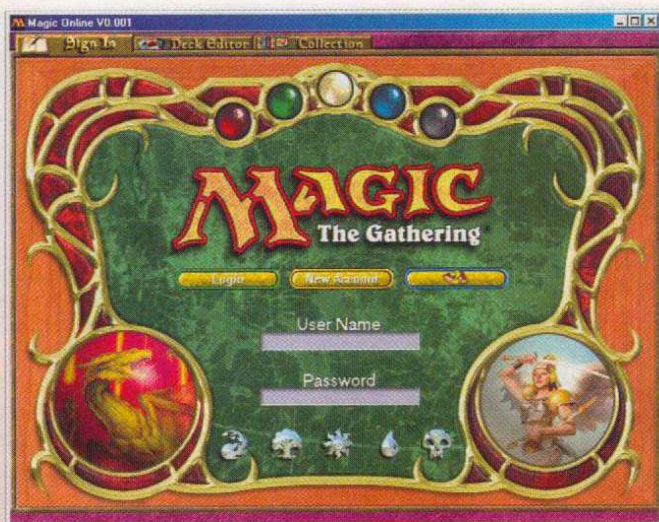 Magic Online V0.001
Sign In Deck Editor Collection
MAGIC
The Gathering
Login New Account
User Name
Password